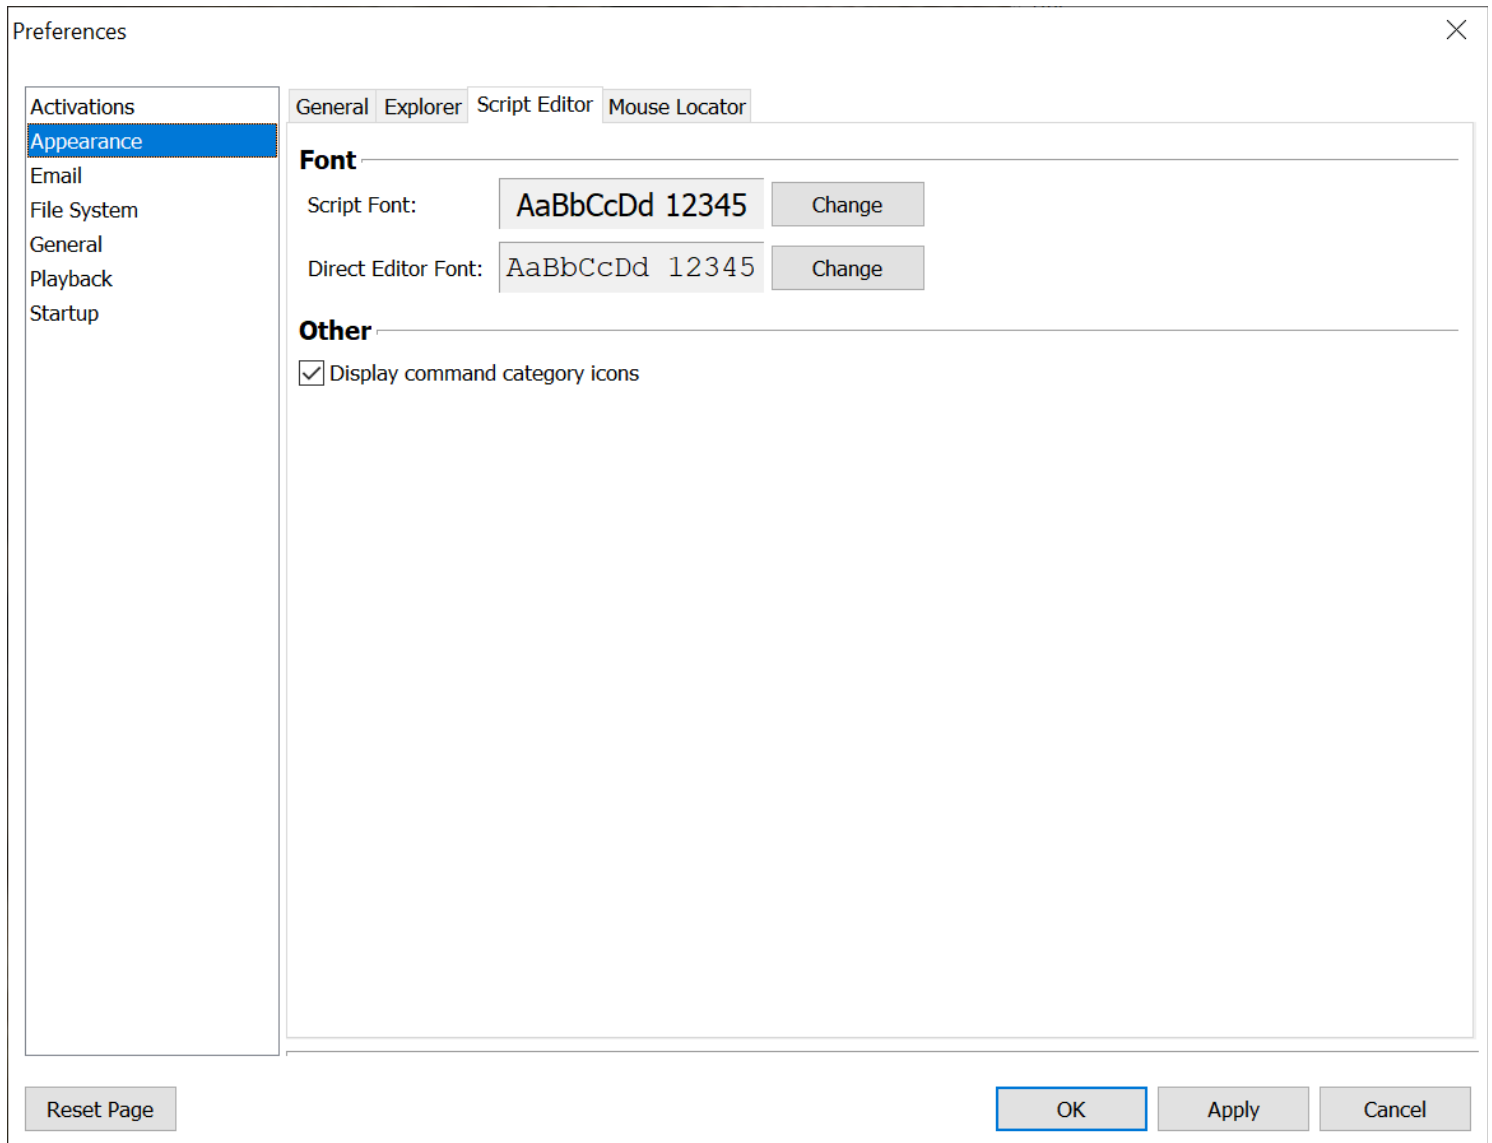 Preferences
Activations
Appearance
Email
File System
General
Playback
Startup
General Explorer Script Editor Mouse Locator
Font
Script Font: AaBbCcDd 12345 Change
Direct Editor Font: AaBbCcDd 12345 Change
Other
Display command category icons
Reset Page OK Apply Cancel